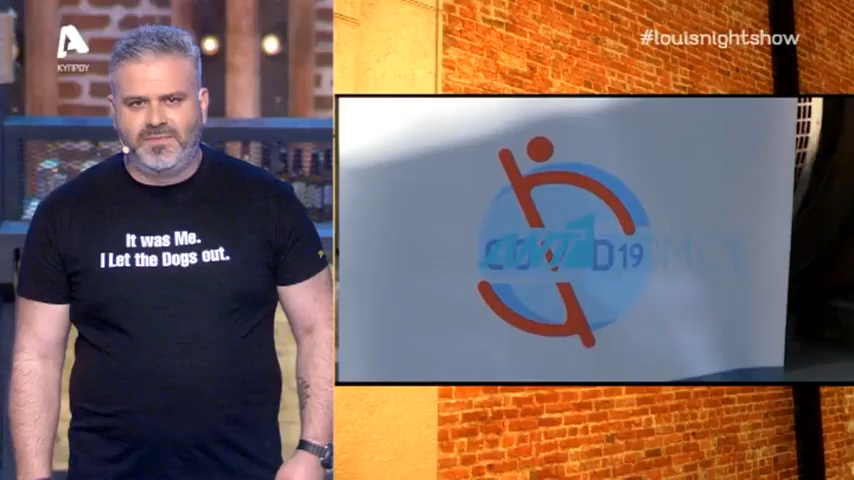 ΚΥΠΡΟΥ
#louisnightshow
It was Me.
I Let the Dogs out.
D19